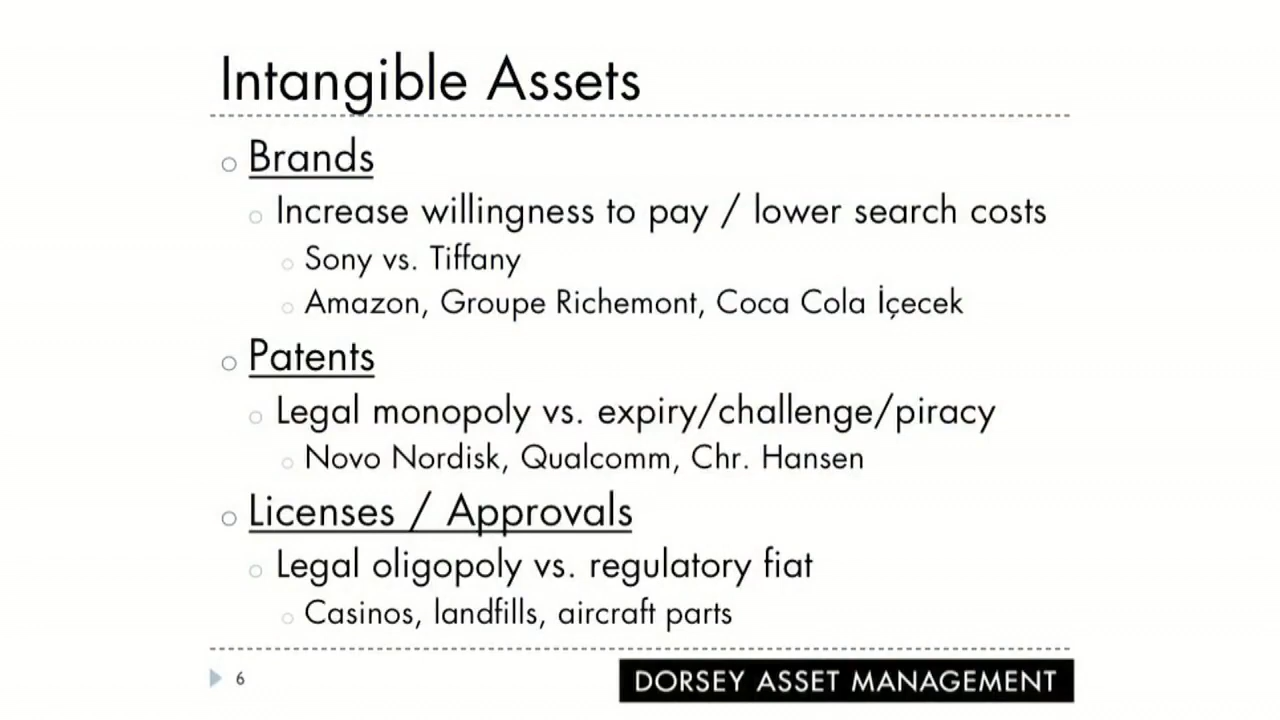 Intangible Assets
Brands
Increase willingness to pay / lower search costs
Sony vs. Tiffany
Amazon, Groupe Richemont, Coca Cola İçecek
Patents
Legal monopoly vs. expiry/challenge/piracy
Novo Nordisk, Qualcomm, Chr. Hansen
Licenses / Approvals
Legal oligopoly vs. regulatory fiat
Casinos, landfills, aircraft parts
6
DORSEY ASSET MANAGEMENT